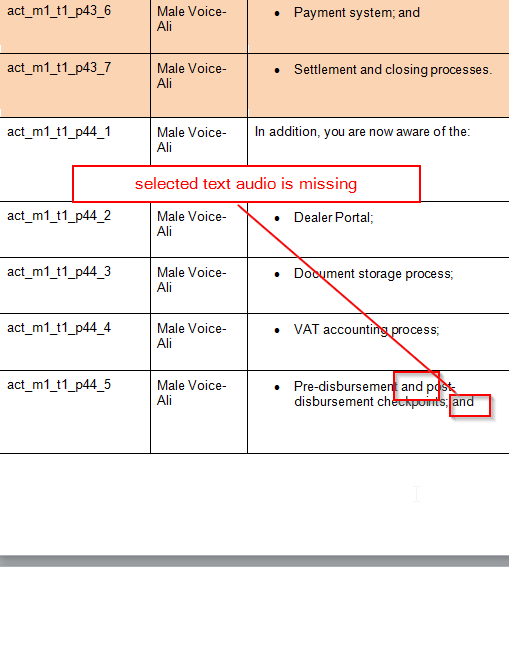 act_m1_t1_p43_6 Male Voice- • Payment system; and
Ali
act_m1_t1_p43_7 Male Voice- • Settlement and closing processes.
Ali
act_m1_t1_p44_1 Male Voice- In addition, you are now aware of the:
Ali
selected text audio is missing
act_m1_t1_p44_2 Male Voice- • Dealer Portal;
Ali
act_m1_t1_p44_3 Male Voice- • Document storage process;
Ali
act_m1_t1_p44_4 Male Voice- • VAT accounting process;
Ali
act_m1_t1_p44_5 Male Voice- • Pre-disbursement and post-
Ali disbursement checkpoints; and